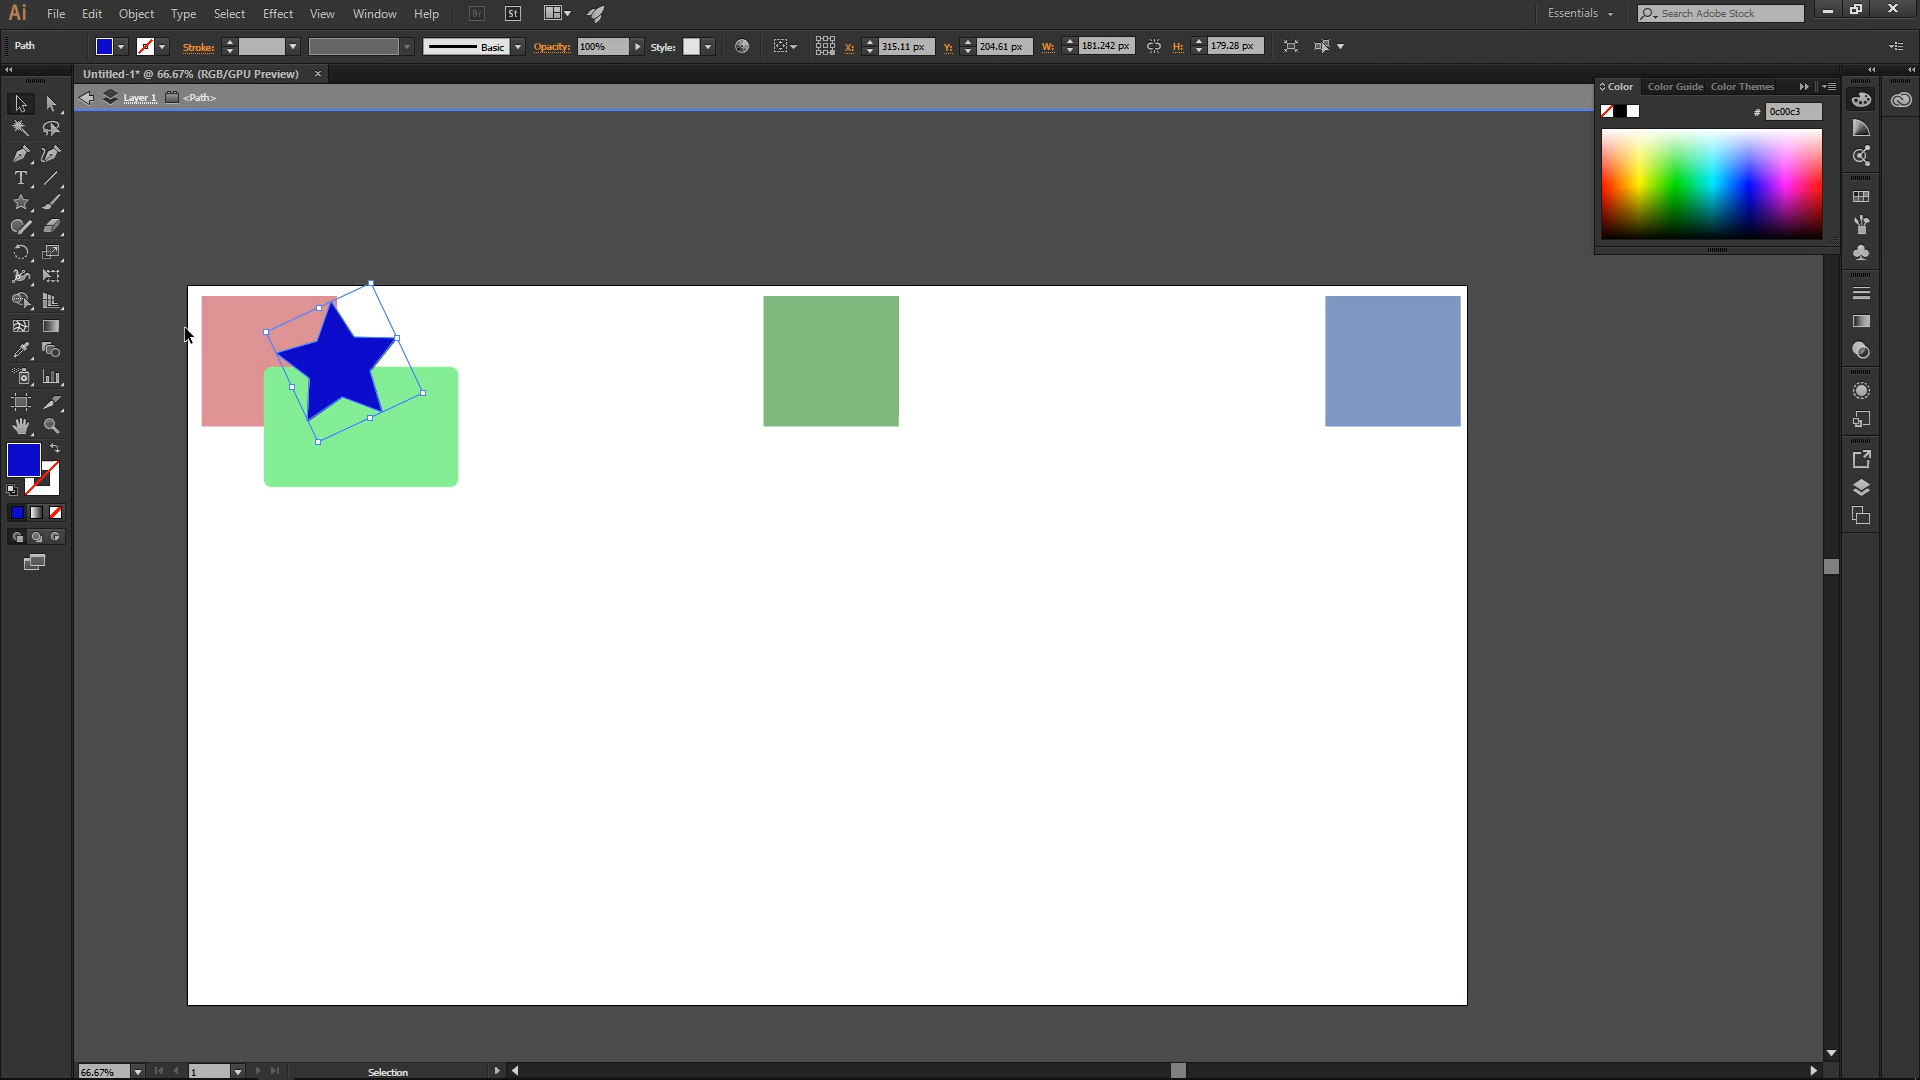 Ai File Edit Object Type Select Effect View Window Help Br St Essentials Search Adobe Stock
Path Stroke: Basic Opacity: 100% Style: X: 315.11 px Y: 204.61 px W: 181.242 px H: 179.28 px
Untitled-1* @ 66.67% (RGB/GPU Preview)
Layer 1 <Path>
Color Color Guide Color Themes
# 0c00c3
T
66.67% 1 Selection